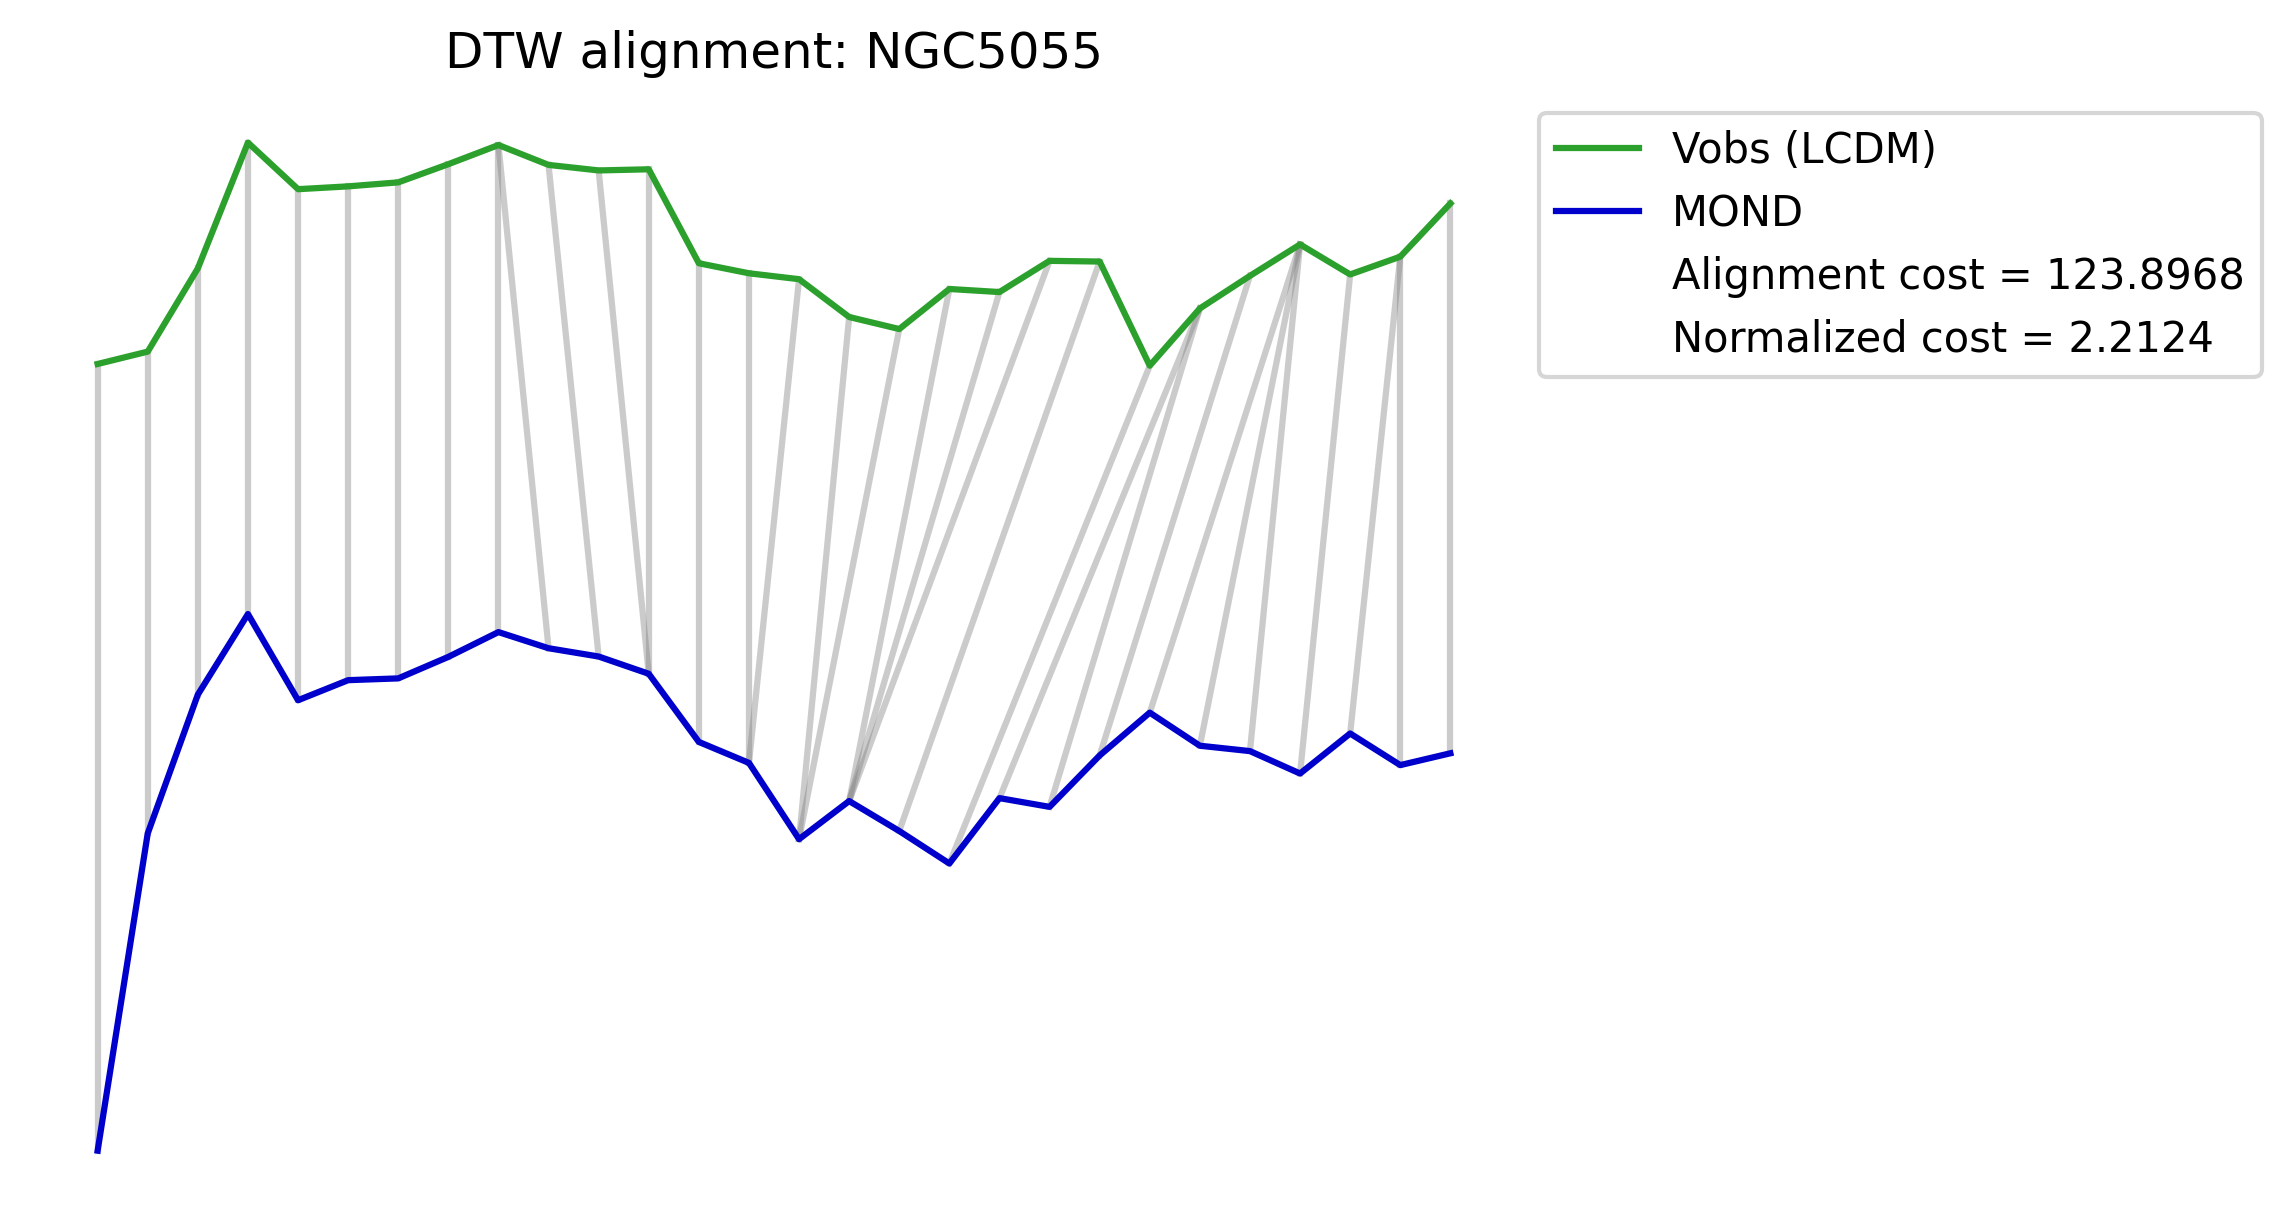 DTW alignment: NGC5055
Vobs (LCDM)
MOND
Alignment cost = 123.8968
Normalized cost = 2.2124